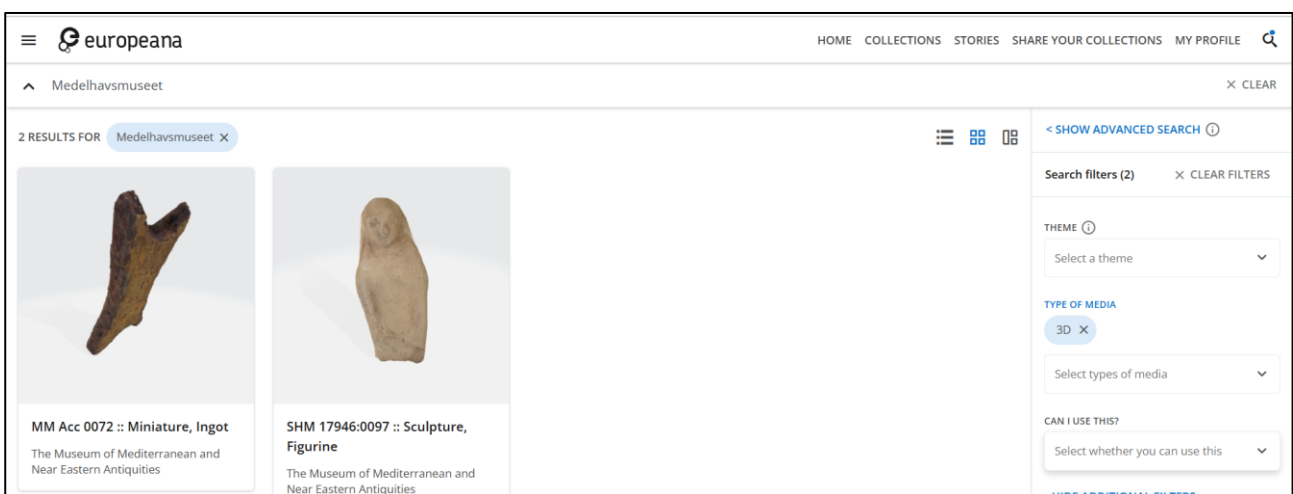 europeana
HOME COLLECTIONS STORIES SHARE YOUR COLLECTIONS MY PROFILE
Medelhavsmuseet
× CLEAR
2 RESULTS FOR Medelhavsmuseet ×
< SHOW ADVANCED SEARCH
Search filters (2) × CLEAR FILTERS
THEME
Select a theme
TYPE OF MEDIA
3D ×
Select types of media
CAN I USE THIS?
Select whether you can use this
HIDE ADDITIONAL FILTERS
MM Acc 0072 :: Miniature, Ingot
The Museum of Mediterranean and
Near Eastern Antiquities
SHM 17946:0097 :: Sculpture,
Figurine
The Museum of Mediterranean and
Near Eastern Antiquities